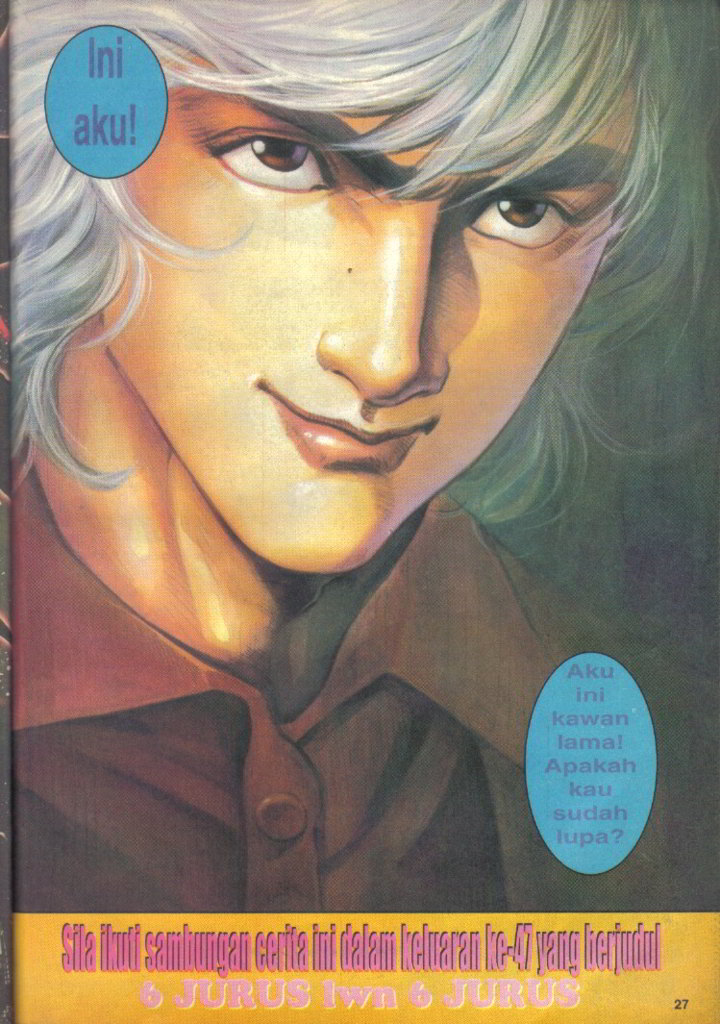 Ini
aku!
Aku
ini
kawan
lama!
Apakah
kau
sudah
lupa?
Sila ikuti sambungan cerita ini dalam keluaran ke-47 yang berjudul
6 JURUS lwn 6 JURUS
27